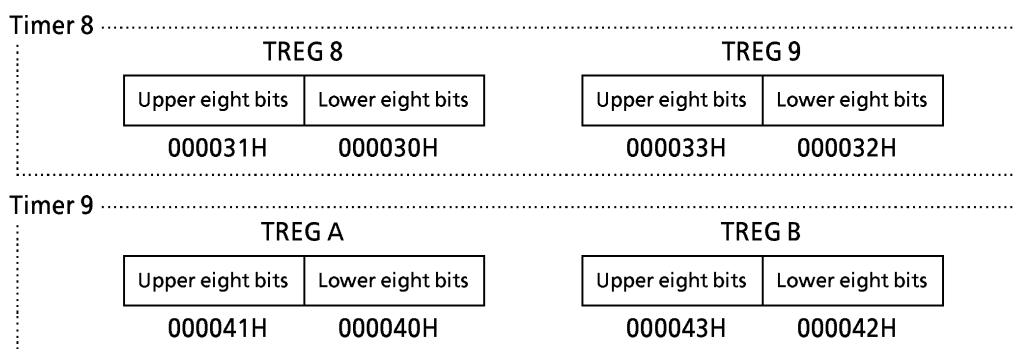 Timer 8
TREG 8 TREG 9
Upper eight bits Lower eight bits Upper eight bits Lower eight bits
000031H 000030H 000033H 000032H
Timer 9
TREG A TREG B
Upper eight bits Lower eight bits Upper eight bits Lower eight bits
000041H 000040H 000043H 000042H